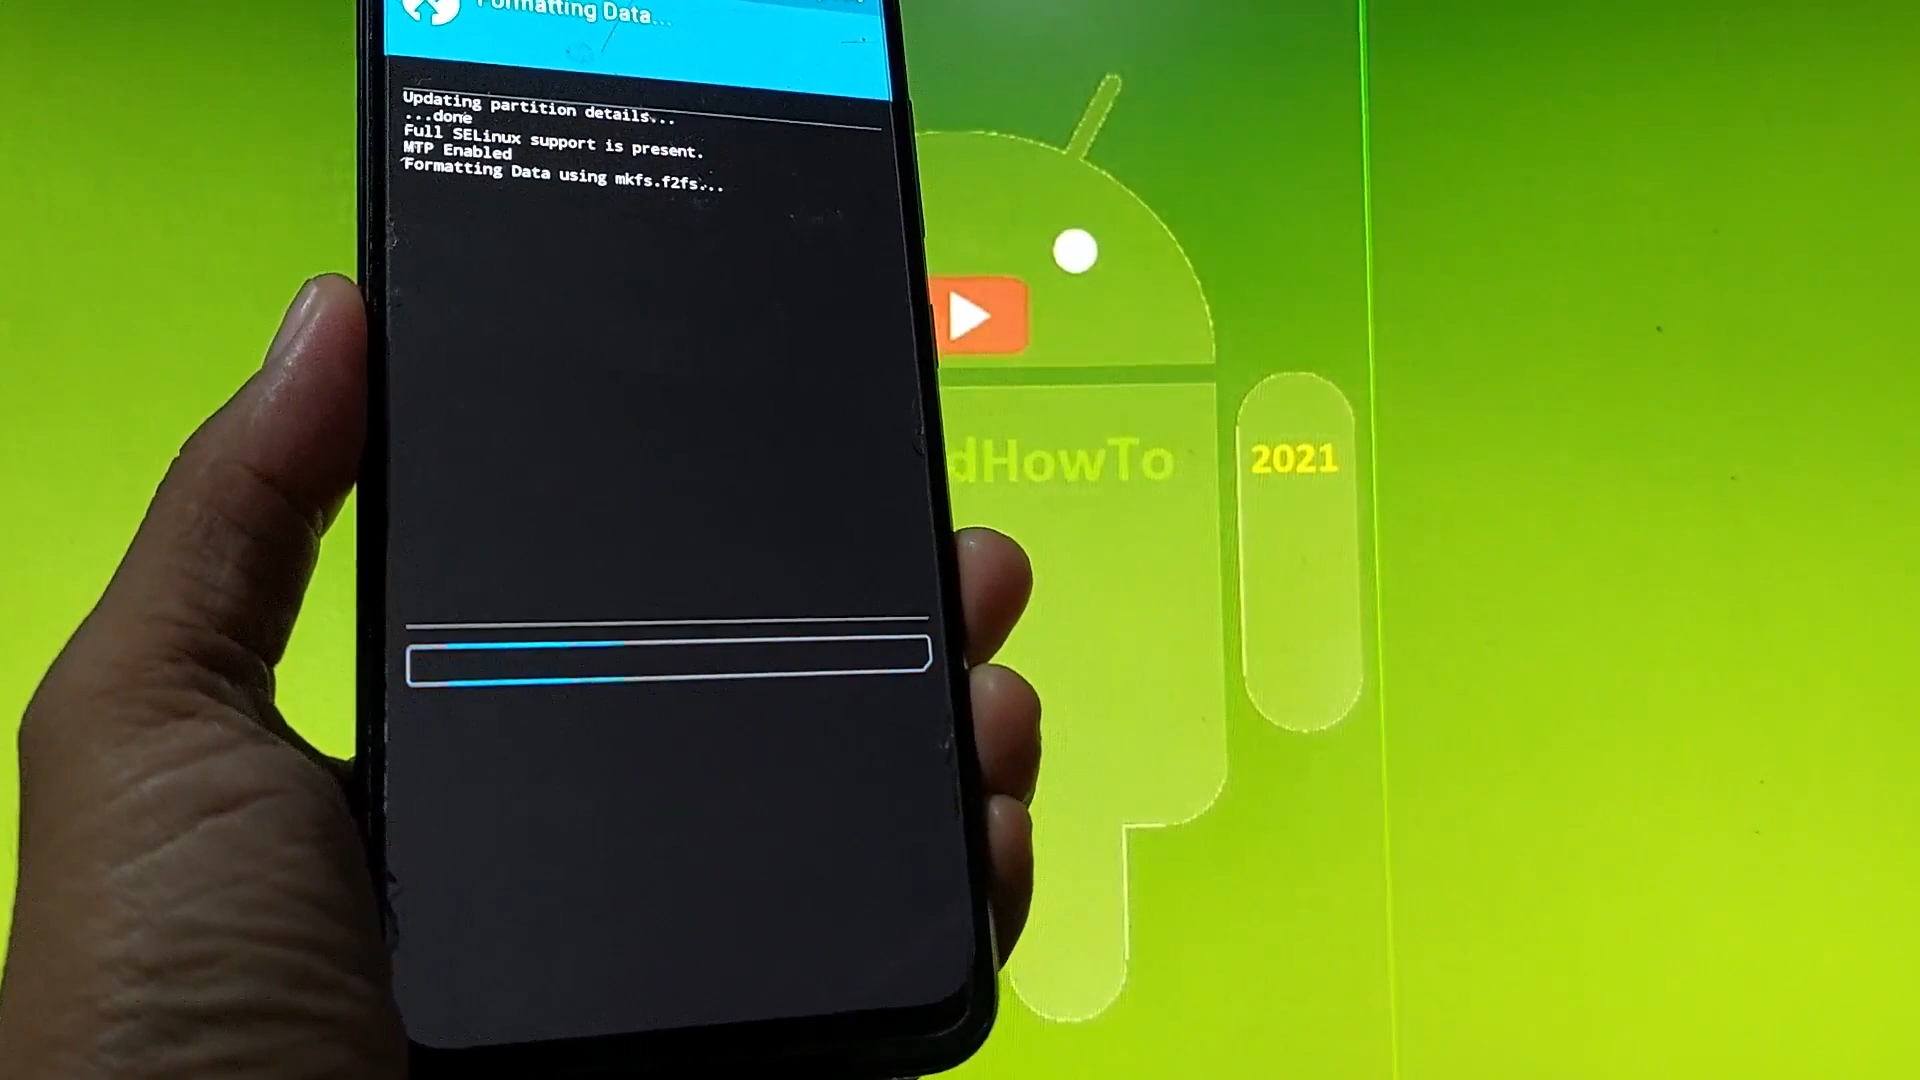 Formatting Data...
Updating partition details...
...done
Full SELinux support is present.
MTP Enabled
Formatting Data using mkfs.f2fs...
dHowTo
2021